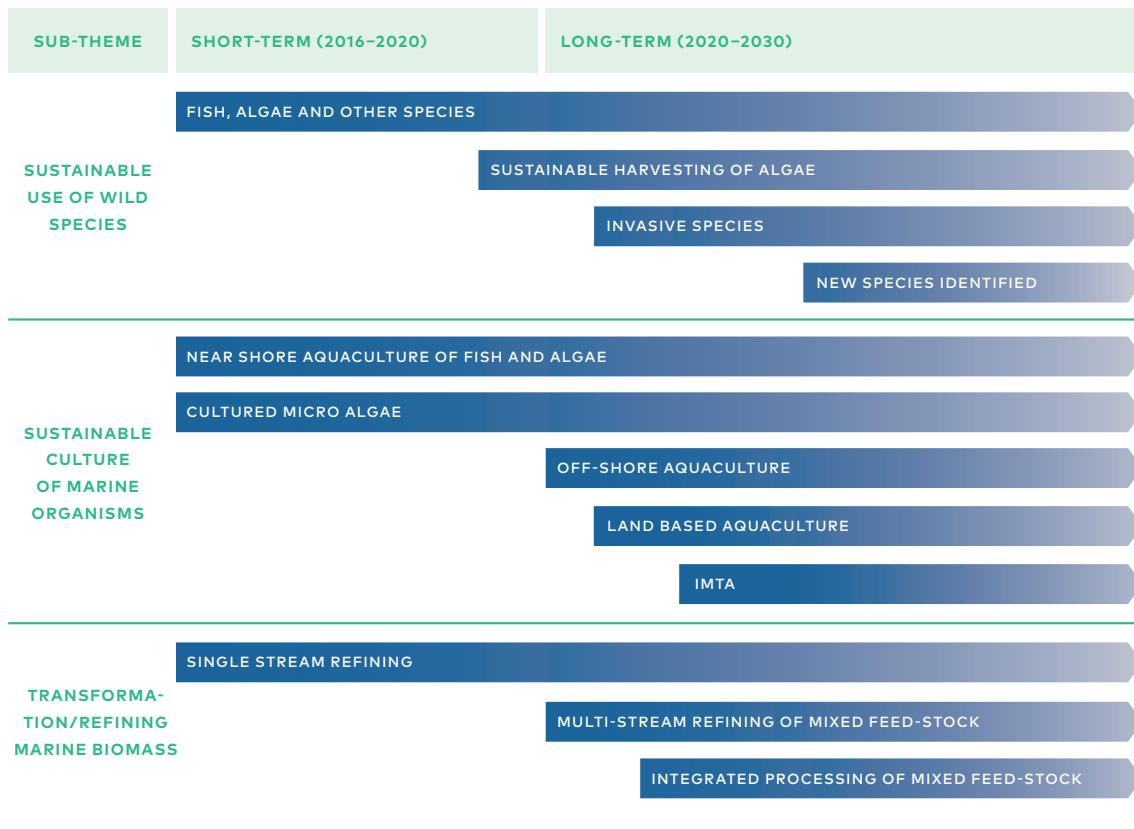 SUB-THEME
SHORT-TERM (2016–2020)
LONG-TERM (2020–2030)
SUSTAINABLE
USE OF WILD
SPECIES
FISH, ALGAE AND OTHER SPECIES
SUSTAINABLE HARVESTING OF ALGAE
INVASIVE SPECIES
NEW SPECIES IDENTIFIED
SUSTAINABLE
CULTURE
OF MARINE
ORGANISMS
NEAR SHORE AQUACULTURE OF FISH AND ALGAE
CULTURED MICRO ALGAE
OFF-SHORE AQUACULTURE
LAND BASED AQUACULTURE
IMTA
TRANSFORMA-
TION/REFINING
MARINE BIOMASS
SINGLE STREAM REFINING
MULTI-STREAM REFINING OF MIXED FEED-STOCK
INTEGRATED PROCESSING OF MIXED FEED-STOCK